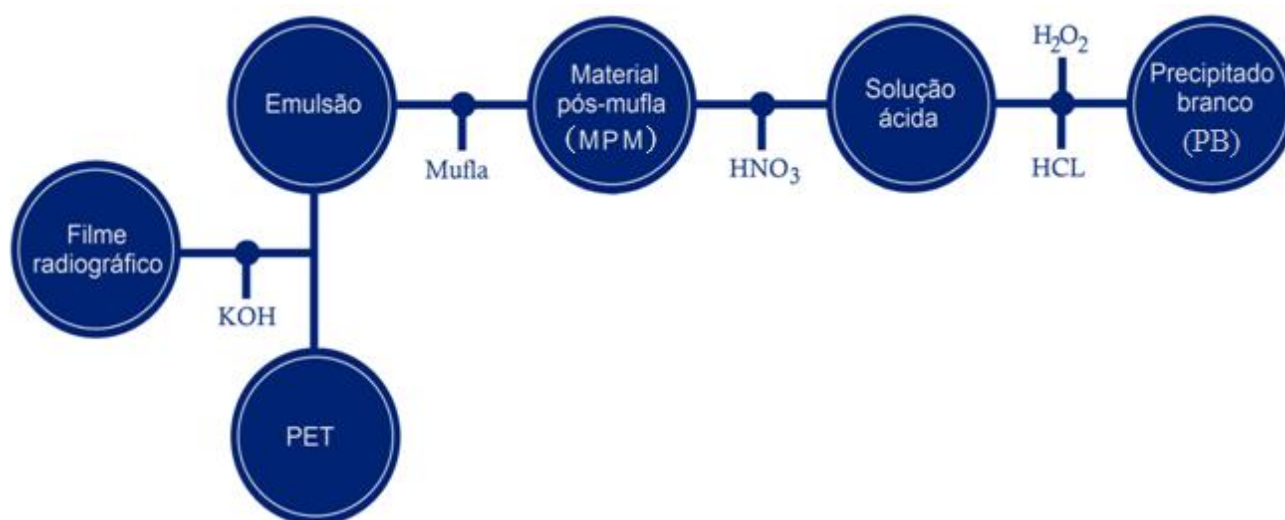 Filme
radiográfico
KOH
Emulsão
PET
Mufla
Material
pós-mufla
(MPM)
HNO₃
Solução
ácida
H₂O₂
HCL
Precipitado
branco
(PB)